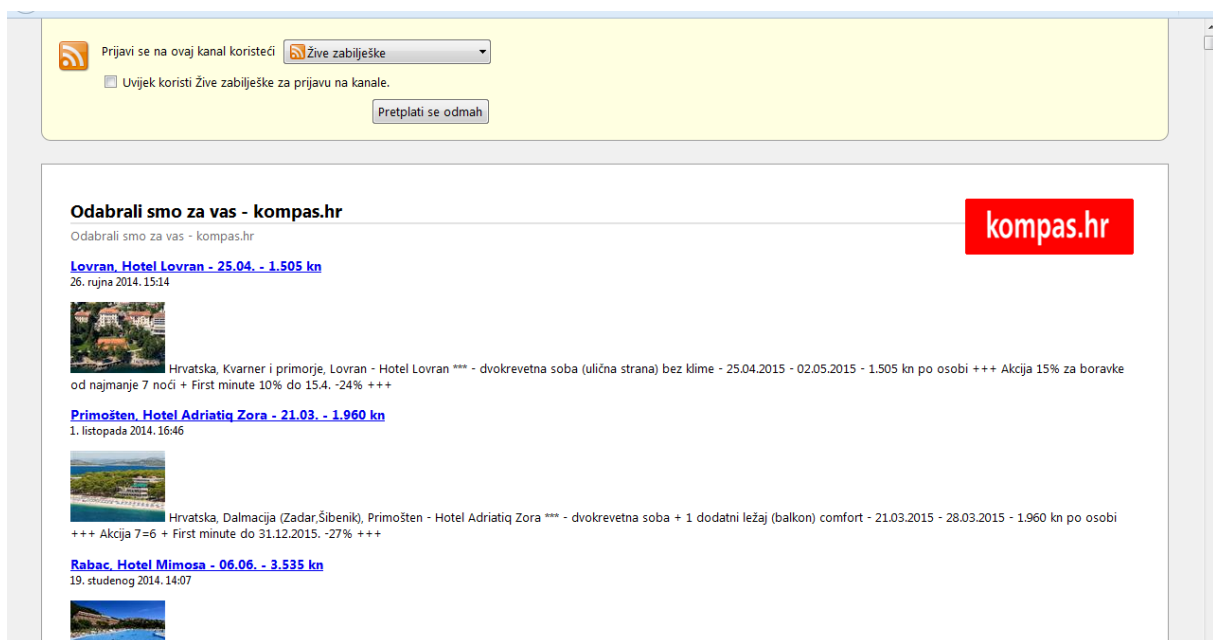 Prijavi se na ovaj kanal koristeći Žive zabilješke
Uvijek koristi Žive zabilješke za prijavu na kanale.
Pretplati se odmah
Odabrali smo za vas - kompas.hr
kompas.hr
Odabrali smo za vas - kompas.hr
Lovran, Hotel Lovran - 25.04. - 1.505 kn
26. rujna 2014. 15:14
Hrvatska, Kvarner i primorje, Lovran - Hotel Lovran *** - dvokrevetna soba (ulična strana) bez klime - 25.04.2015 - 02.05.2015 - 1.505 kn po osobi +++ Akcija 15% za boravke
od najmanje 7 noći + First minute 10% do 15.4. -24% +++
Primošten, Hotel Adriatiq Zora - 21.03. - 1.960 kn
1. listopada 2014. 16:46
Hrvatska, Dalmacija (Zadar,Šibenik), Primošten - Hotel Adriatiq Zora *** - dvokrevetna soba + 1 dodatni ležaj (balkon) comfort - 21.03.2015 - 28.03.2015 - 1.960 kn po osobi
+++ Akcija 7=6 + First minute do 31.12.2015. -27% +++
Rabac, Hotel Mimosa - 06.06. - 3.535 kn
19. studenog 2014. 14:07